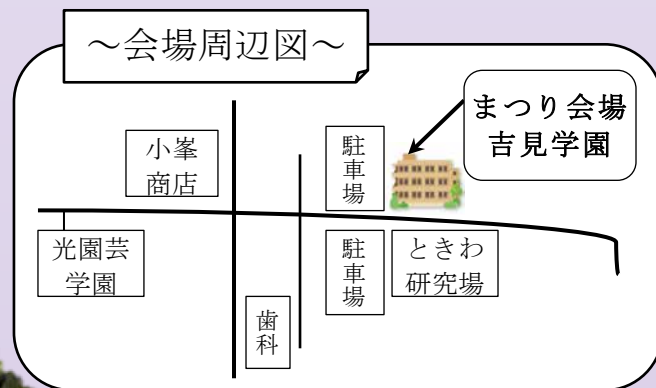 ～会場周辺図～
まつり会場
吉見学園
小峯
商店
駐車場
光園芸
学園
駐車場
ときわ
研究場
歯科